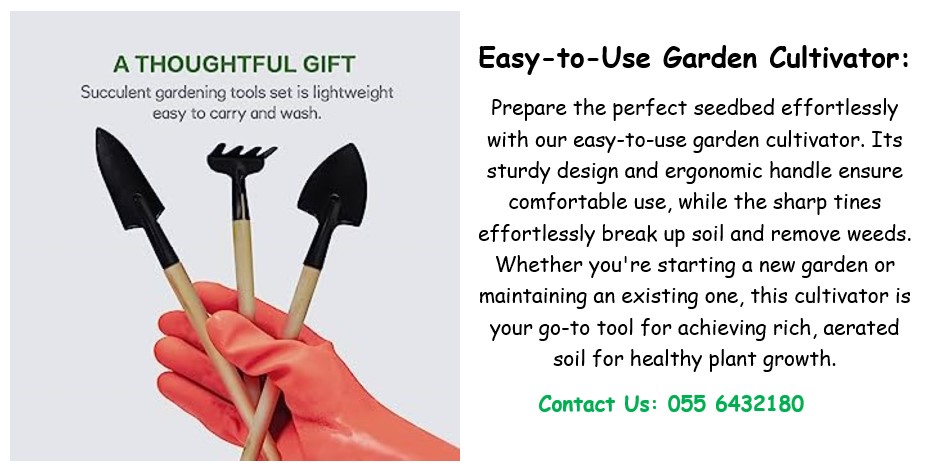 A THOUGHTFUL GIFT
Succulent gardening tools set is lightweight
easy to carry and wash.
Easy-to-Use Garden Cultivator:
Prepare the perfect seedbed effortlessly
with our easy-to-use garden cultivator. Its
sturdy design and ergonomic handle ensure
comfortable use, while the sharp tines
effortlessly break up soil and remove weeds.
Whether you're starting a new garden or
maintaining an existing one, this cultivator is
your go-to tool for achieving rich, aerated
soil for healthy plant growth.
Contact Us: 055 6432180